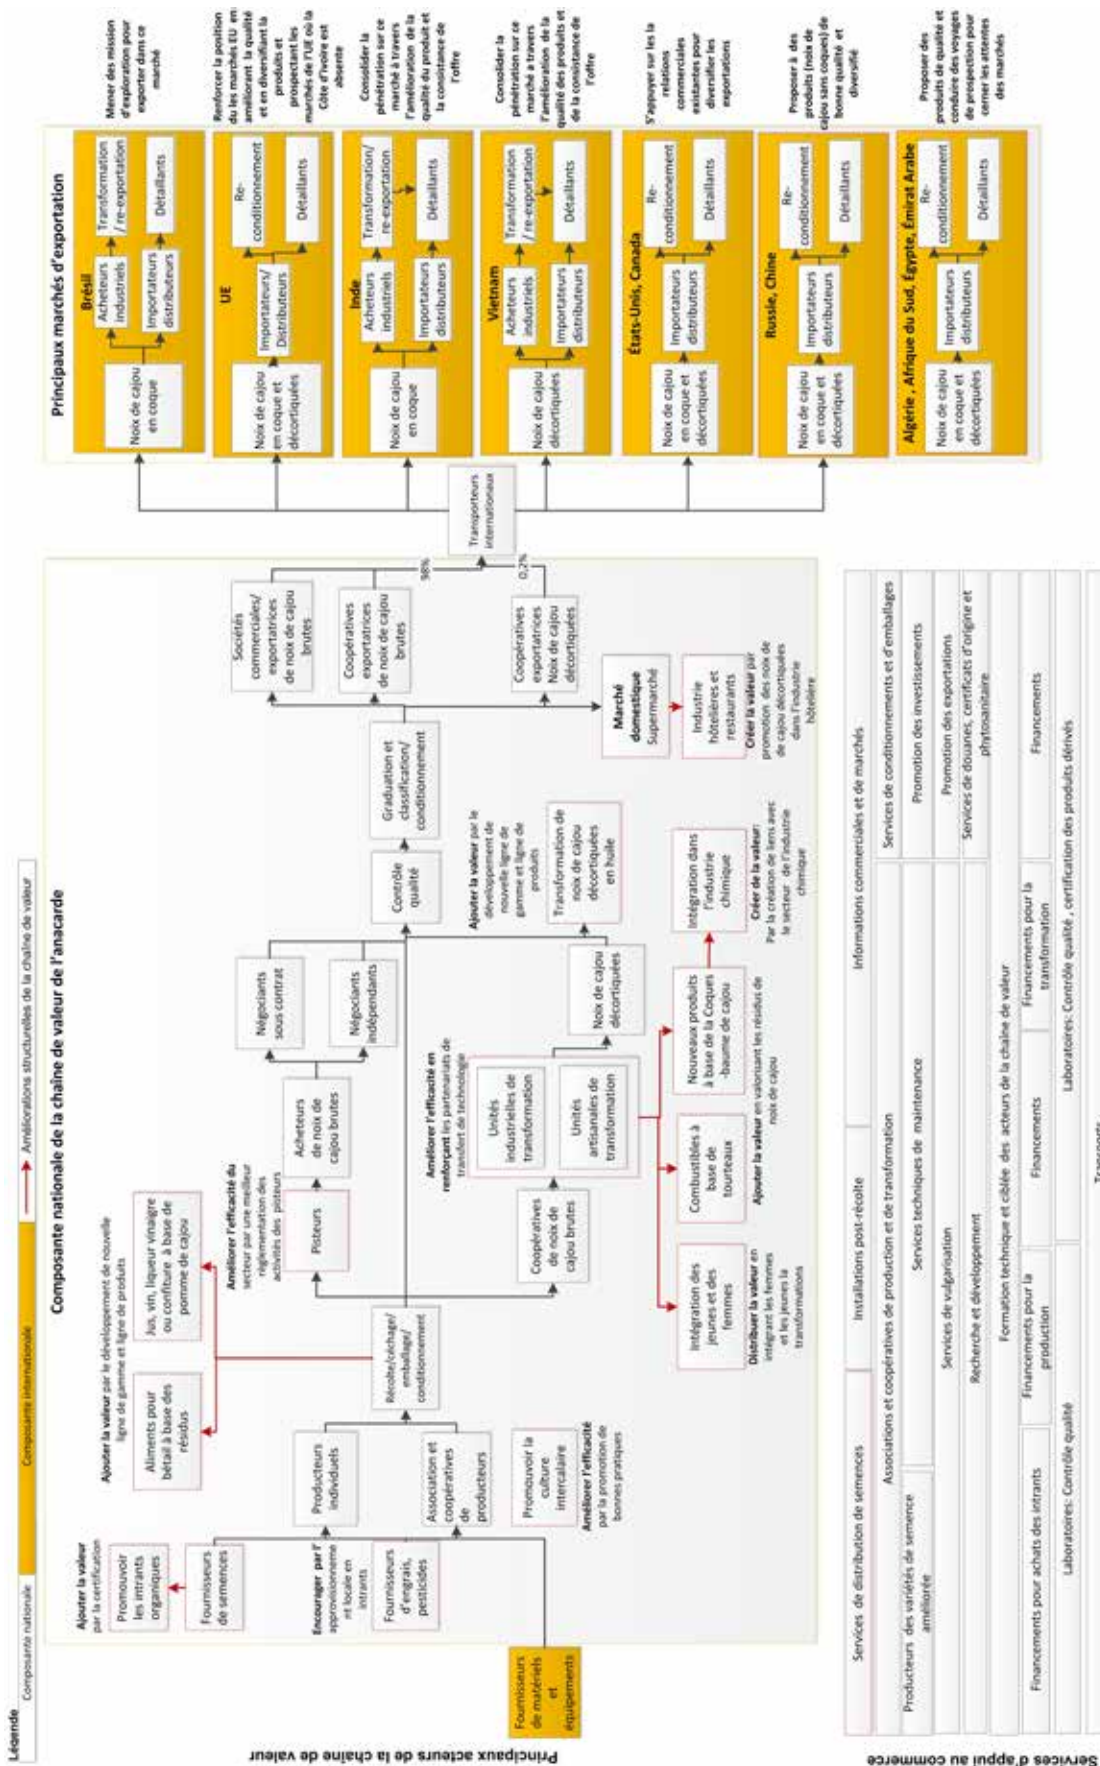 Légende
Composante nationale
Composante internationale
Améliorations structurelles de la chaîne de valeur
Composante nationale de la chaîne de valeur de l'anacarde
Principaux acteurs de la chaîne de valeur
Ajouter la valeur
par la certification
Promouvoir
les intrants
organiques
Fournisseurs
de semences
Encourager par l'
approvisionneme
nt locale en
intrants
Fournisseurs
d'engrais,
pesticides
Fournisseurs
de matériels
et
équipements
Ajouter la valeur par le développement de nouvelle
ligne de gamme et ligne de produits
Aliments pour
bétail à base des
résidus
Jus, vin, liqueur vinaigre
ou confiture à base de
pomme de cajou
Producteurs
individuels
Association et
coopératives
de
producteurs
Promouvoir la
culture
intercalaire
Améliorer l'efficacité
par la promotion de
bonnes pratiques
Récolte/céchage/
emballage/
conditionnement
Améliorer l'efficacité du
secteur par une meilleur
réglementation des
activités des pisteurs
Pisteurs
Acheteurs
de noix de
cajou brutes
Négociants
sous contrat
Négociants
indépendants
Coopératives
de noix de
cajou brutes
Améliorer l'efficacité en
renforçant les partenariats de
transfert de technologie
Unités
industrielles de
transformation
Unités
artisanales de
transformation
Noix de cajou
décortiquées
Intégration des
jeunes et des
femmes
Distribuer la valeur en
intégrant les femmes
et les jeunes la
transformations
Combustibles à
base de
tourteaux
Nouveaux produits
à base de la Coques
-baume de cajou
Ajouter la valeur en valorisant les résidus de
noix de cajou
Intégration dans
l'industrie
chimique
Créer de la valeur:
Par la création de liens avec
le secteur de l'industrie
chimique
Ajouter la valeur par le
développement de
nouvelle ligne de
gamme et ligne de
produits
Transformation de
noix de cajou
décortiquées
en huile
Contrôle
qualité
Graduation et
classification/
conditionnement
Sociétés
commerciales/
exportatrices
de noix de cajou
brutes
Coopératives
exportatrices
de noix de cajou
brutes
Coopératives
exportatrices
Noix de cajou
décortiquées
98%
0,2%
Marché
domestique
Supermarché
Industrie
hôtelières et
restaurants
Créer la valeur par
promotion des noix de
de cajou décortiquées
dans l'industrie
hôtelière
Transporteurs
internationaux
Principaux marchés d'exportation
Brésil
Noix de cajou
en coque
Acheteurs
industriels
Transformation
/ re-exportation
Importateurs/
distributeurs
Détaillants
Mener des mission
d'exploration pour
exporter dans ce
marché
UE
Noix de cajou
en coque et
décortiquées
Importateurs/
Distributeurs
Re-
conditionnement
Détaillants
Renforcer la position
du les marchés EU en
améliorant la qualité
et en diversifiant la
produits et
prospectant les
marchés de l'UE où la
Côte d'ivoire est
absente
Inde
Noix de cajou
en coque
Acheteurs
industriels
Transformation/
re-exportation
Importateurs/
distributeurs
Détaillants
Consolider la
pénétration sur ce
marché à travers
l'amélioration de la
qualité du produit et
la consistance de
l'offre
Vietnam
Noix de cajou
décortiquées
Acheteurs
industriels
Transformation
/ re-exportation
Importateurs/
distributeurs
Détaillants
Consolider la
pénétration sur ce
marché a travers
l'amélioration de la
qualité des produits et
de la consistance de
l'offre
États-Unis, Canada
Noix de cajou
en coque et
décortiquées
Importateurs/
distributeurs
Re-
conditionnement
Détaillants
S'appuyer sur les la
relations
commerciales
existantes pour
diversifier les
exportations
Russie, Chine
Noix de cajou
en coque et
décortiquées
Importateurs/
distributeurs
Re-
conditionnement
Détaillants
Proposer à des
produits (noix de
cajou sans coques) de
bonne qualité et
diversifié
Algérie , Afrique du Sud, Égypte, Émirat Arabe
Noix de cajou
en coque et
décortiquées
Importateurs/
distributeurs
Re-
conditionnement
Détaillants
Proposer des
produits de qualité et
conduire des voyages
de prospection pour
cerner les attentes
des marchés
Services d'appui au commerce
Services de distribution de semences
Installations post-récolte
Informations commerciales et de marchés
Associations et coopératives de production et de transformation
Services de conditionnements et d'emballages
Producteurs des variétés de semence
améliorée
Services techniques de maintenance
Promotion des investissements
Services de vulgarisation
Promotion des exportations
Recherche et développement
Services de douanes, cerificats d'origine et
phytosanitaire
Formation technique et ciblée des acteurs de la chaîne de valeur
Financements pour achats des intrants
Financements pour la
production
Financements
Financements pour la
transformation
Financements
Laboratoires: Contrôle qualité
Laboratoires: Contrôle qualité , certification des produits dérivés
Transports